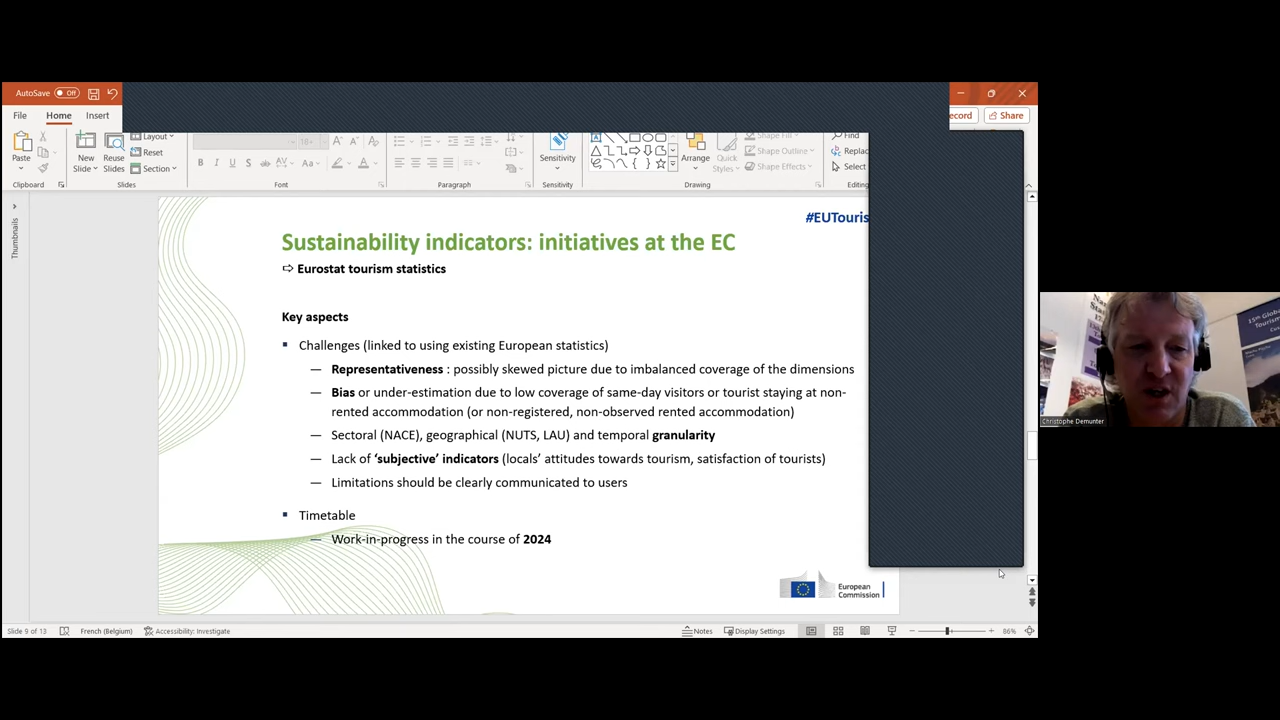 AutoSave Off
File Home Insert
ecord Share
Paste
New Slide
Reuse Slides
Layout
Reset
Section
Sensitivity
Arrange
Quick Styles
Shape Fill
Shape Outline
Shape Effects
Find
Replac
Select
Clipboard Slides Font Paragraph Sensitivity Drawing Editing
Thumbnails
#EUTouris
Sustainability indicators: initiatives at the EC
⇨ Eurostat tourism statistics
Key aspects
▪ Challenges (linked to using existing European statistics)
— Representativeness : possibly skewed picture due to imbalanced coverage of the dimensions
— Bias or under-estimation due to low coverage of same-day visitors or tourist staying at non-
rented accommodation (or non-registered, non-observed rented accommodation)
— Sectoral (NACE), geographical (NUTS, LAU) and temporal granularity
— Lack of ‘subjective’ indicators (locals’ attitudes towards tourism, satisfaction of tourists)
— Limitations should be clearly communicated to users
▪ Timetable
— Work-in-progress in the course of 2024
European
Commission
Christophe Demunter
Slide 9 of 13 French (Belgium) Accessibility: Investigate Notes Display Settings 86%